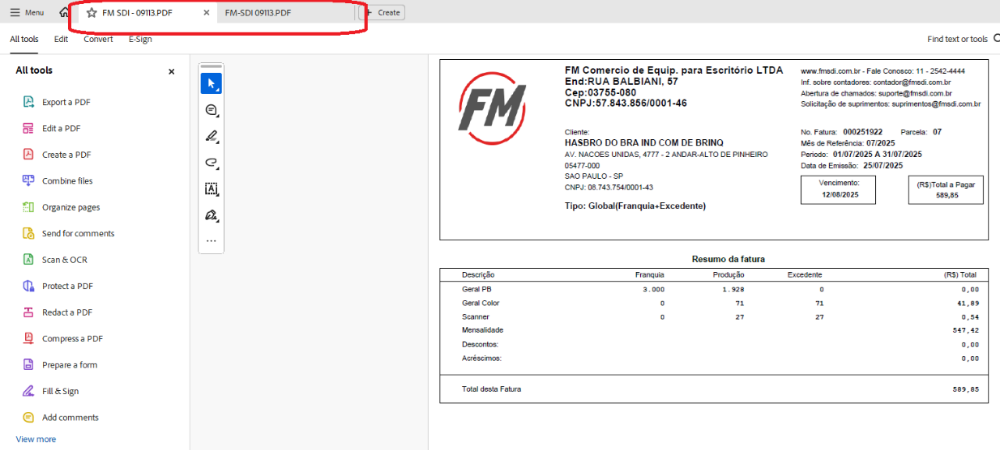 Menu
FM SDI - 09113.PDF
FM-SDI 09113.PDF
+ Create
All tools
Edit
Convert
E-Sign
Find text or tools
All tools
Export a PDF
Edit a PDF
Create a PDF
Combine files
Organize pages
Send for comments
Scan & OCR
Protect a PDF
Redact a PDF
Compress a PDF
Prepare a form
Fill & Sign
Add comments
View more
FM
FM Comercio de Equip. para Escritório LTDA
End:RUA BALBIANI, 57
Cep:03755-080
CNPJ:57.843.856/0001-46
www.fmsdi.com.br - Fale Conosco: 11 - 2542-4444
Inf. sobre contadores: contador@fmsdi.com.br
Abertura de chamados: suporte@fmsdi.com.br
Solicitação de suprimentos: suprimentos@fmsdi.com.br
Cliente:
HASBRO DO BRA IND COM DE BRINQ
AV. NACOES UNIDAS, 4777 - 2 ANDAR-ALTO DE PINHEIRO
05477-000
SAO PAULO - SP
CNPJ: 08.743.754/0001-43
Tipo: Global(Franquia+Excedente)
No. Fatura: 000251922 Parcela: 07
Mês de Referência: 07/2025
Periodo: 01/07/2025 A 31/07/2025
Data de Emissão: 25/07/2025
Vencimento:
12/08/2025
(R$)Total a Pagar
589,85
Resumo da fatura
Descrição Franquia Produção Excedente (R$) Total
Geral PB 3.000 1.928 0 0,00
Geral Color 0 71 71 41,89
Scanner 0 27 27 0,54
Mensalidade 547,42
Descontos: 0,00
Acréscimos: 0,00
Total desta Fatura 589,85